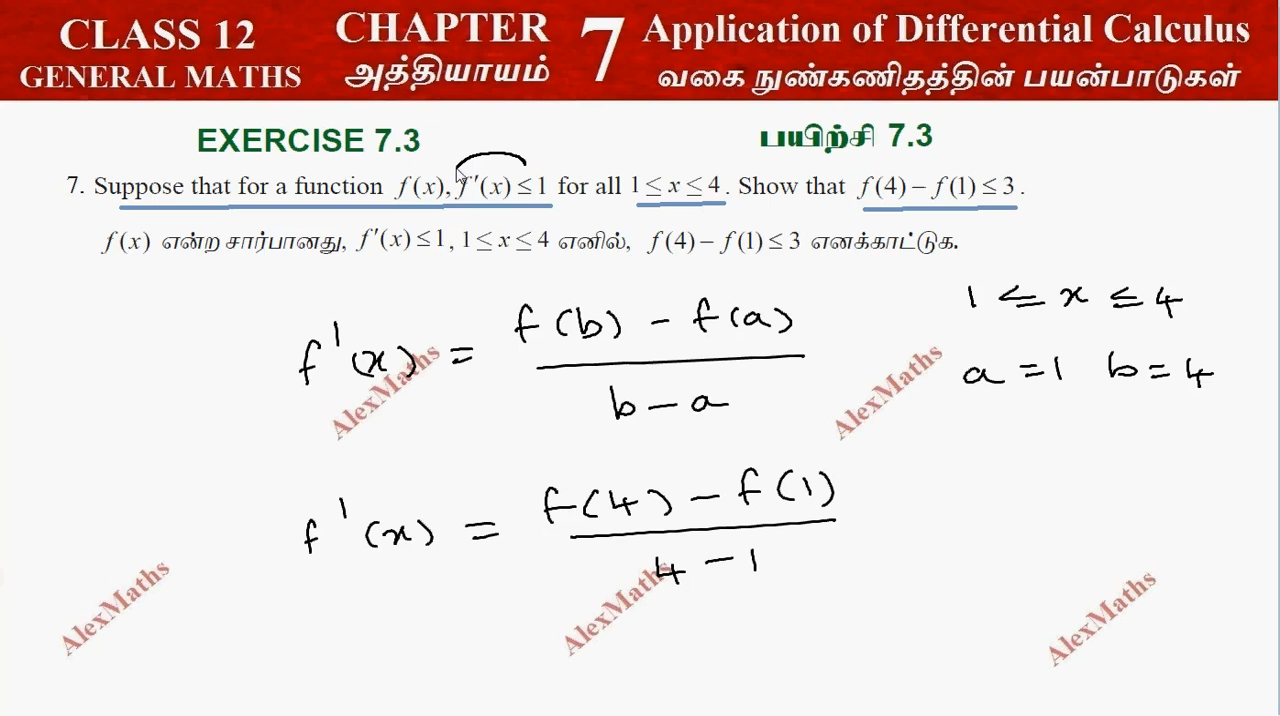 CLASS 12
GENERAL MATHS
CHAPTER
அத்தியாயம்
7
Application of Differential Calculus
வகை நுண்கணிதத்தின் பயன்பாடுகள்
EXERCISE 7.3
பயிற்சி 7.3
7. Suppose that for a function f(x), f′(x) ≤ 1 for all 1 ≤ x ≤ 4. Show that f(4) – f(1) ≤ 3.
f(x) என்ற சார்பானது, f′(x) ≤ 1, 1 ≤ x ≤ 4 எனில், f(4) – f(1) ≤ 3 எனக்காட்டுக.
1 ≤ x ≤ 4
f'(x) = f(b) – f(a) / b – a
a = 1 b = 4
f'(x) = f(4) – f(1) / 4 – 1
AlexMaths
AlexMaths
AlexMaths
AlexMaths
AlexMaths